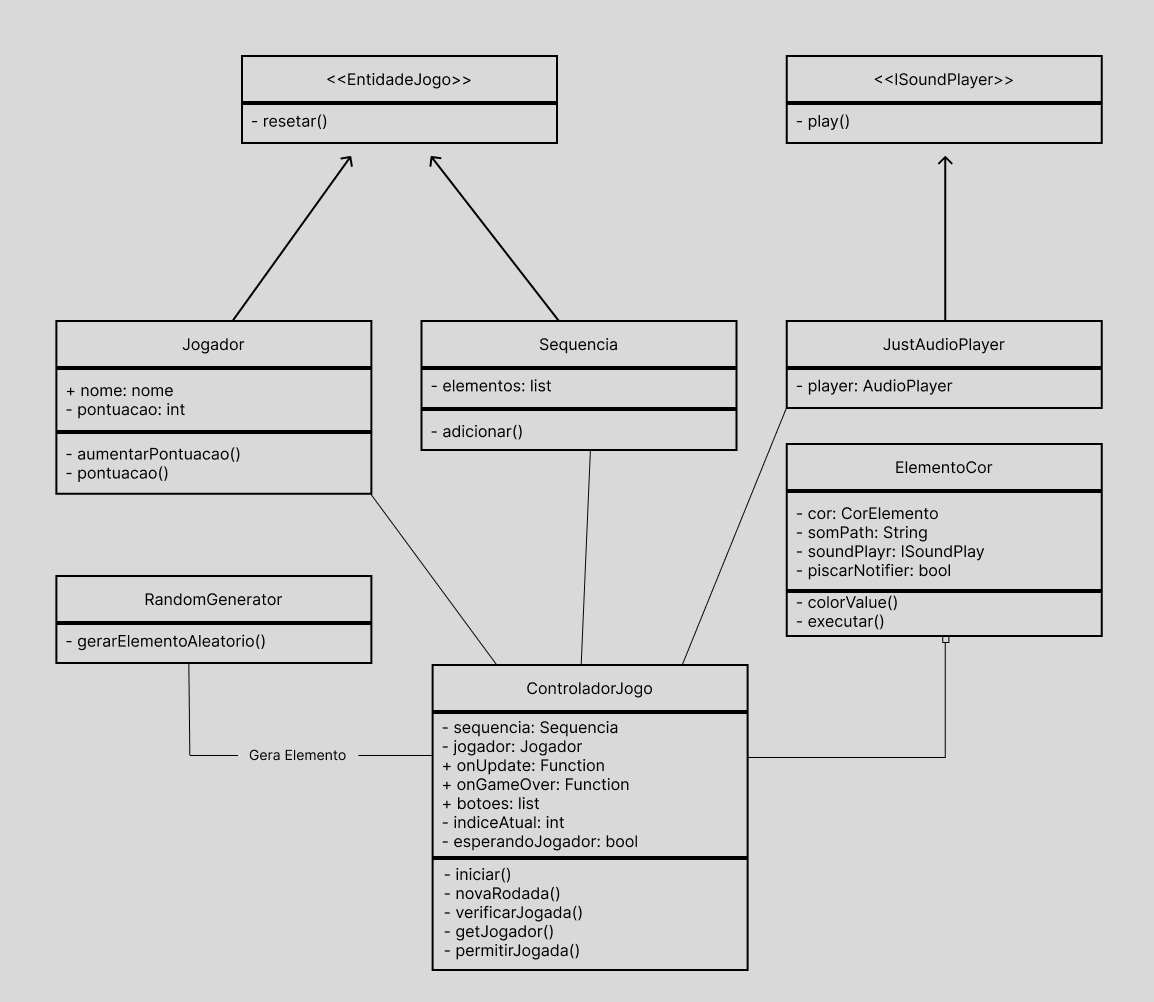 <<EntidadeJogo>>
- resetar()
<<ISoundPlayer>>
- play()
Jogador
+ nome: nome
- pontuacao: int
- aumentarPontuacao()
- pontuacao()
Sequencia
- elementos: list
- adicionar()
JustAudioPlayer
- player: AudioPlayer
ElementoCor
- cor: CorElemento
- somPath: String
- soundPlayr: ISoundPlay
- piscarNotifier: bool
- colorValue()
- executar()
RandomGenerator
- gerarElementoAleatorio()
Gera Elemento
ControladorJogo
- sequencia: Sequencia
- jogador: Jogador
+ onUpdate: Function
+ onGameOver: Function
+ botoes: list
- indiceAtual: int
- esperandoJogador: bool
- iniciar()
- novaRodada()
- verificarJogada()
- getJogador()
- permitirJogada()